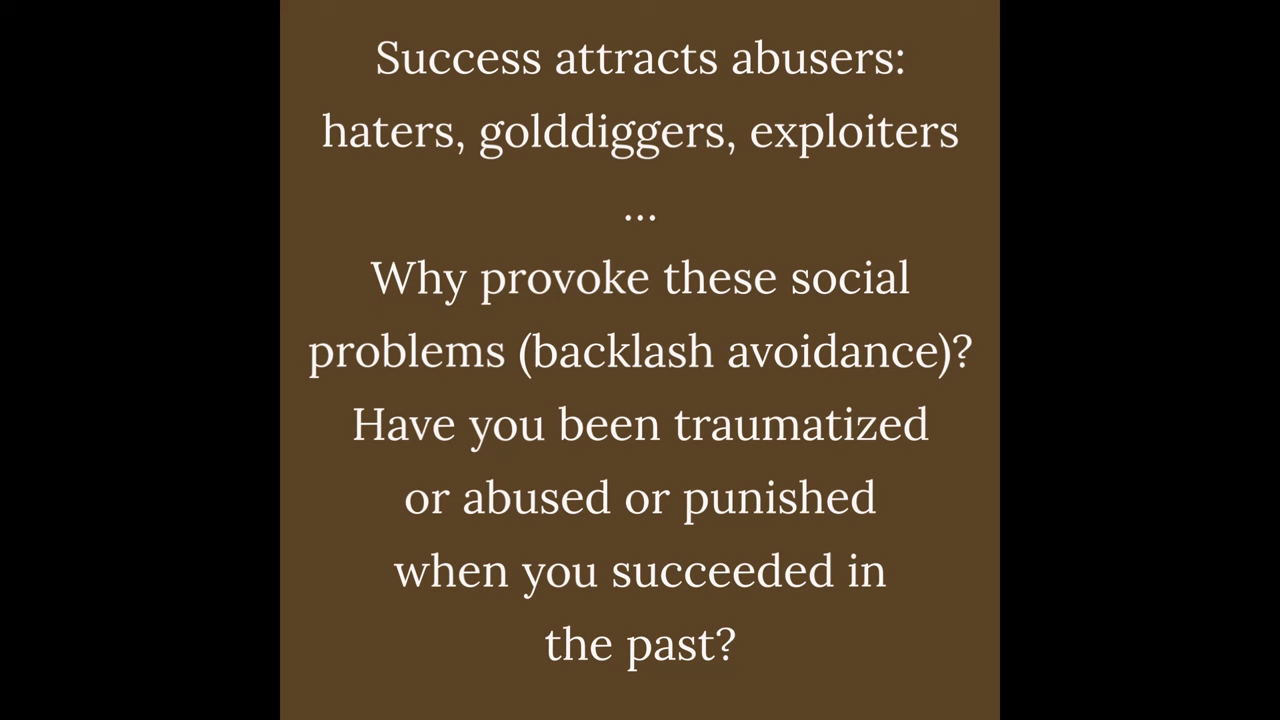 Success attracts abusers:
haters, golddiggers, exploiters
...
Why provoke these social
problems (backlash avoidance)?
Have you been traumatized
or abused or punished
when you succeeded in
the past?